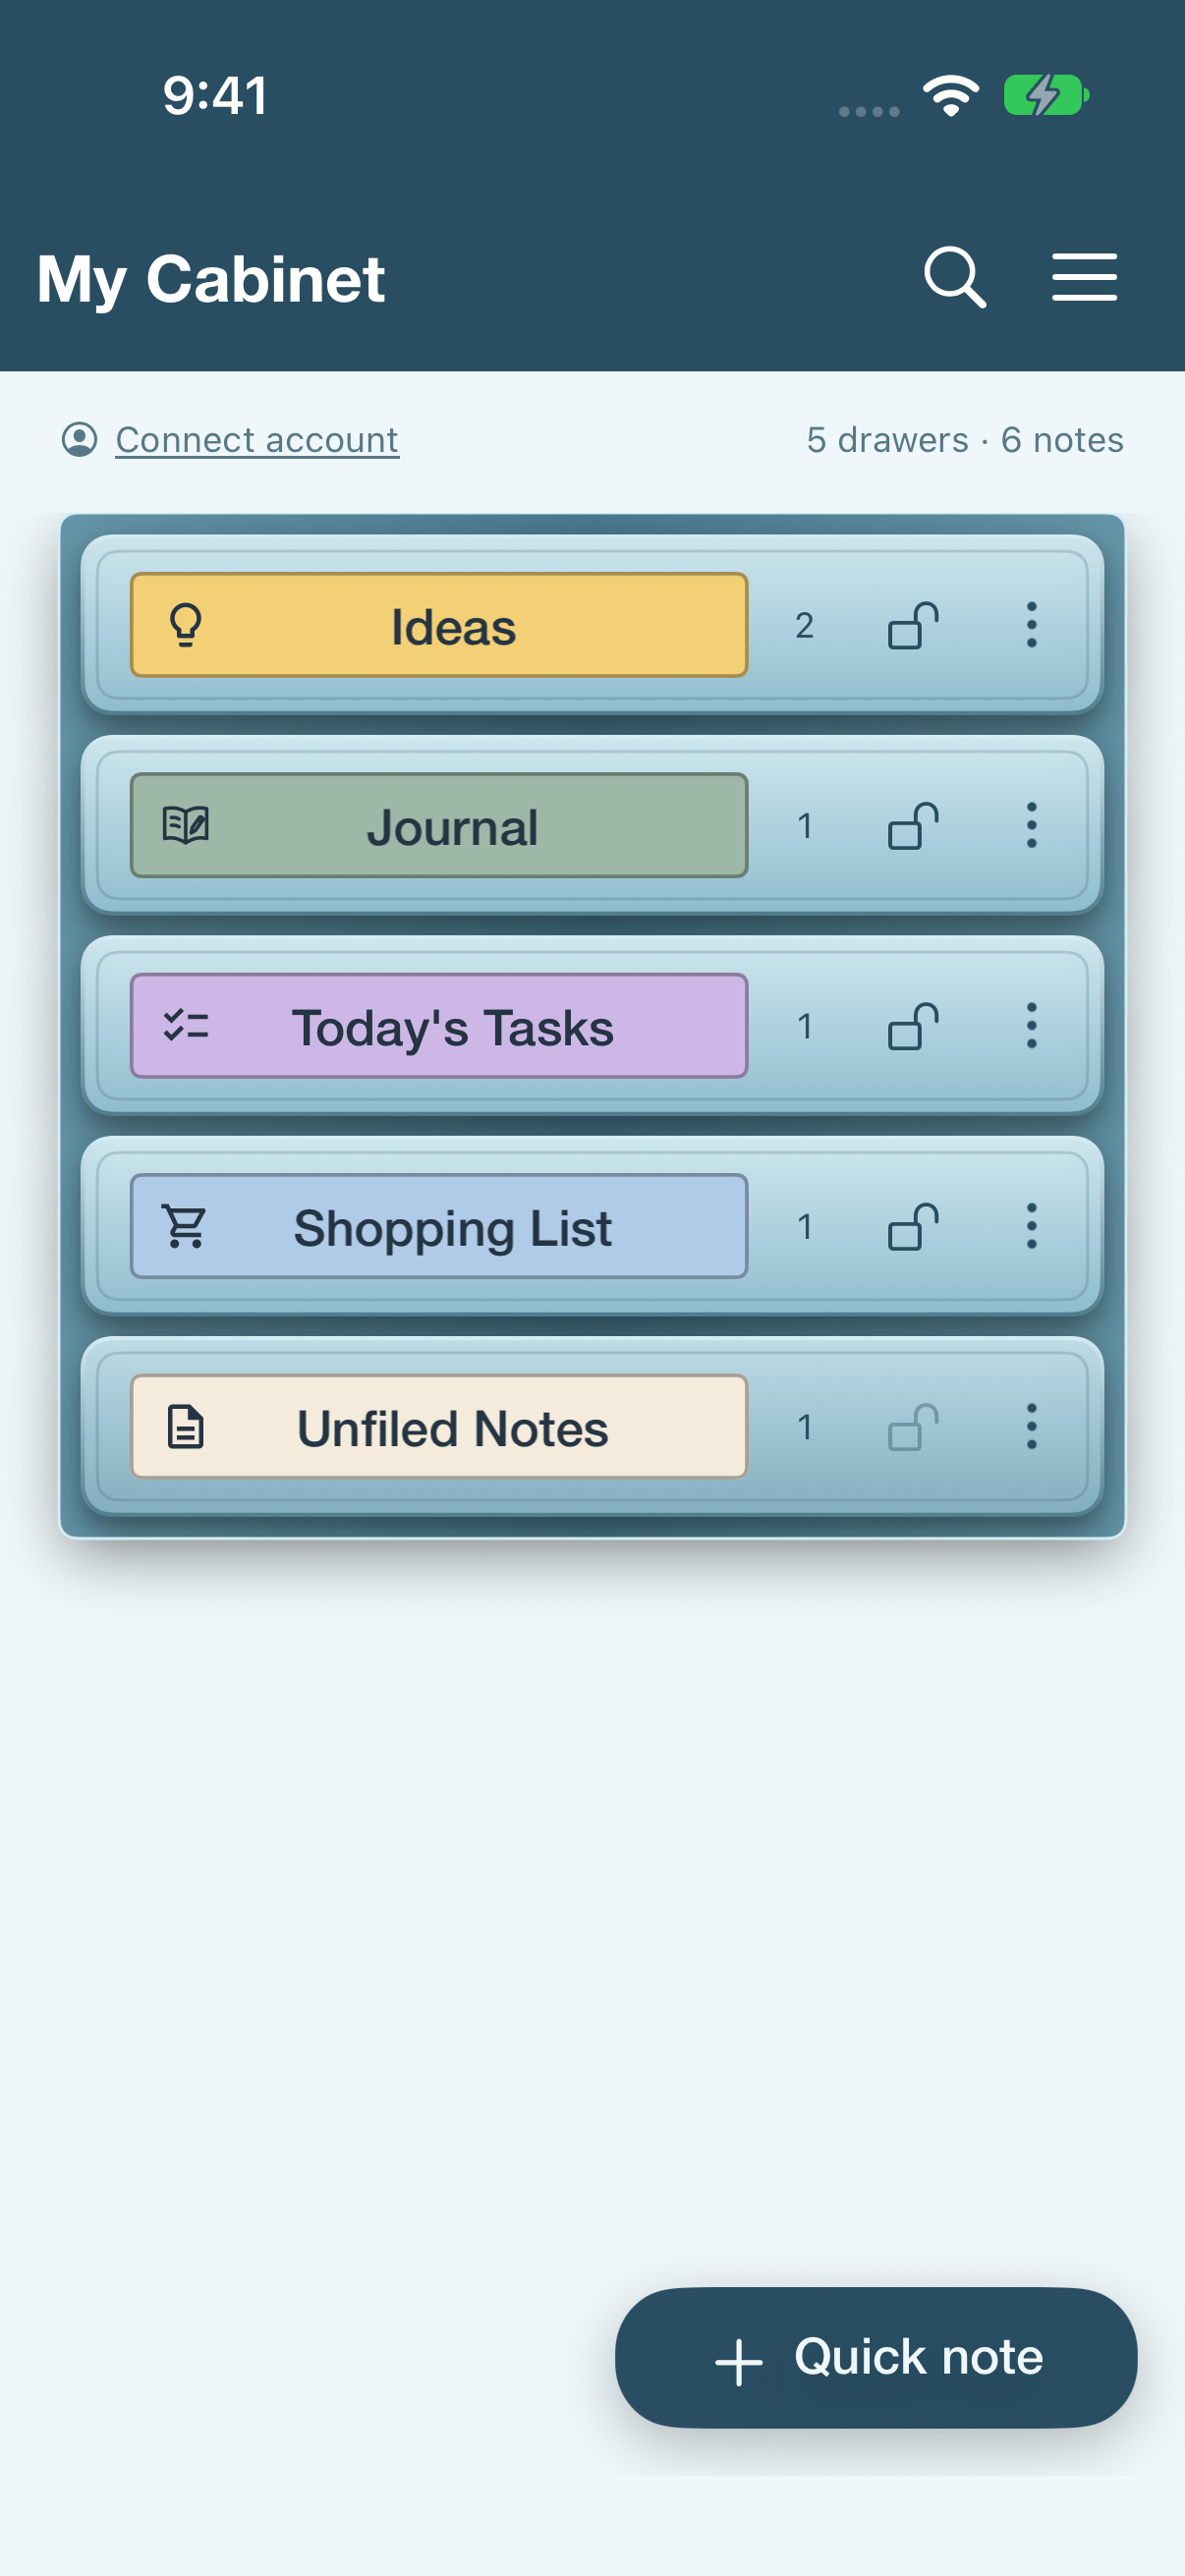 9:41
My Cabinet
Connect account
5 drawers · 6 notes
Ideas
2
Journal
1
Today's Tasks
1
Shopping List
1
Unfiled Notes
1
Quick note